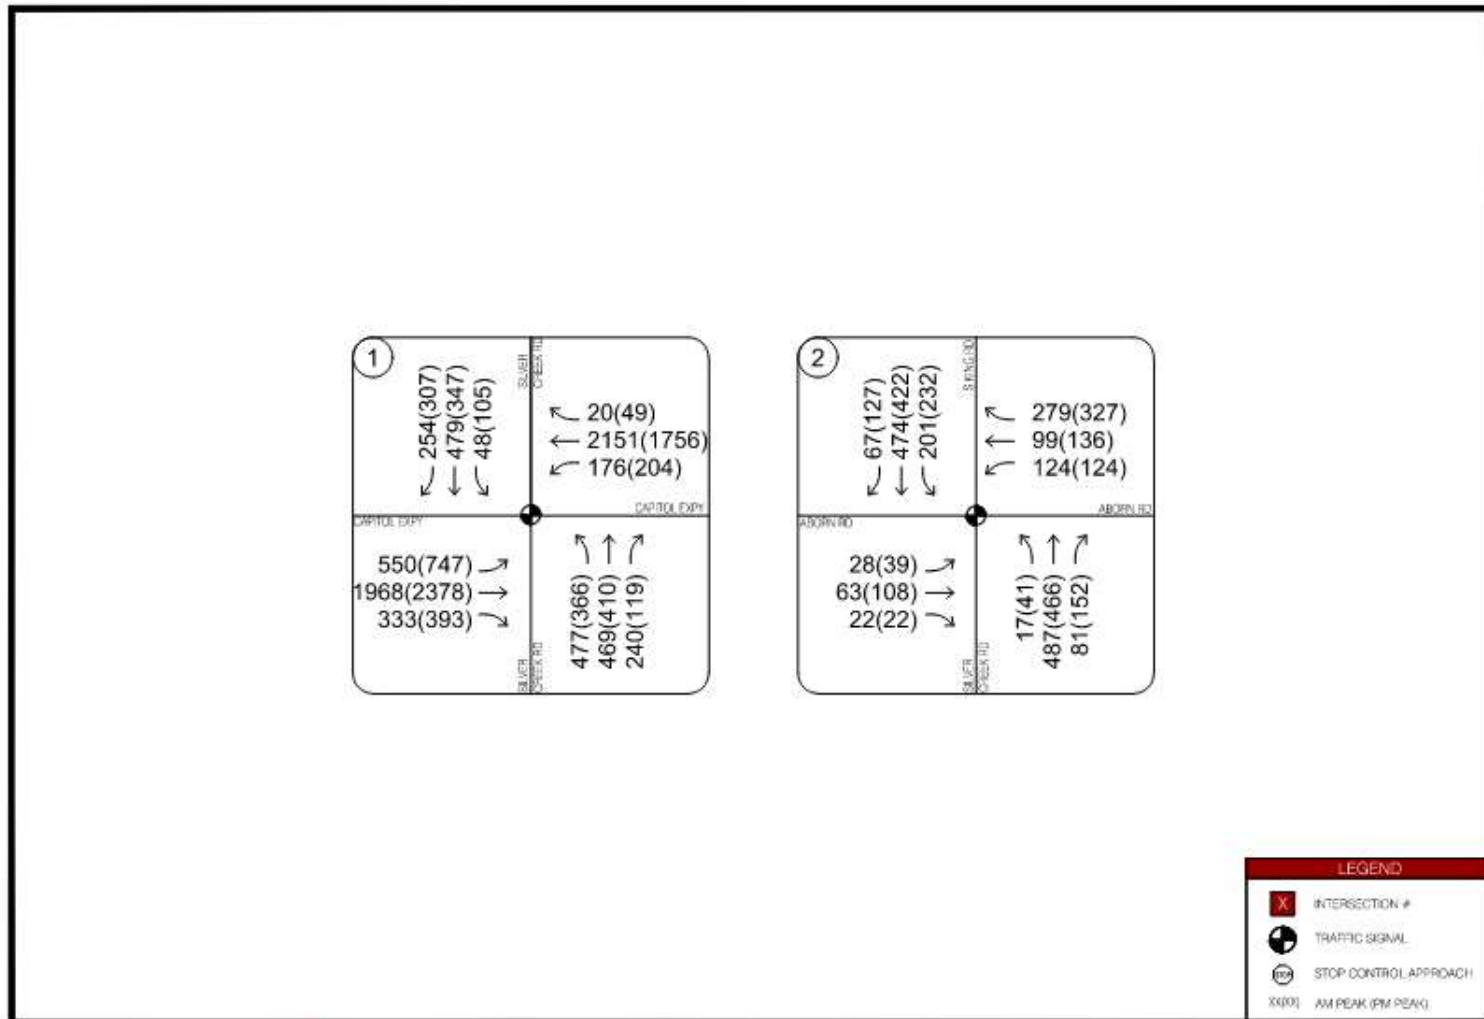 1
254(307)
479(347)
48(105)
SILVER
CREEK RD
20(49)
2151(1756)
176(204)
CAPITOL EXPY
CAPITOL EXPY
550(747)
1968(2378)
333(393)
477(366)
469(410)
240(119)
SILVER
CREEK RD
2
67(127)
474(422)
201(232)
S KING RD
279(327)
99(136)
124(124)
ABORN RD
ABORN RD
28(39)
63(108)
22(22)
17(41)
487(466)
81(152)
SILVER
CREEK RD
LEGEND
X INTERSECTION #
TRAFFIC SIGNAL
STOP STOP CONTROL APPROACH
XX(XX) AM PEAK (PM PEAK)